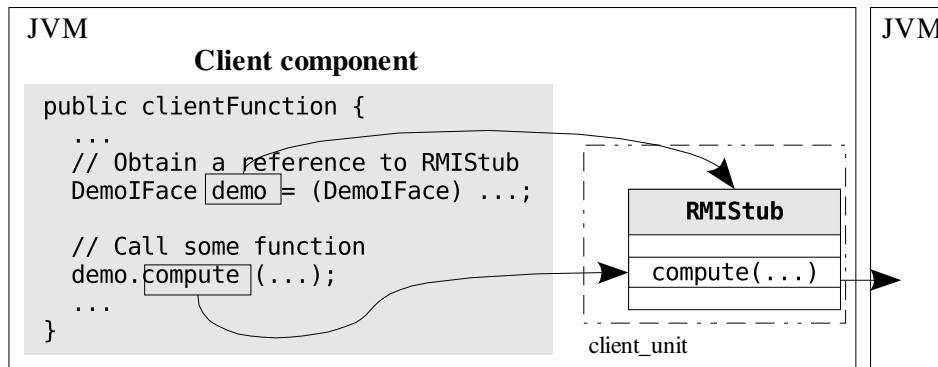 JVM
JVM
Client component
public clientFunction {
...
// Obtain a reference to RMIStub
DemoIFace demo = (DemoIFace) ...;
// Call some function
demo.compute (...);
...
}
RMIStub
compute(...)
client_unit